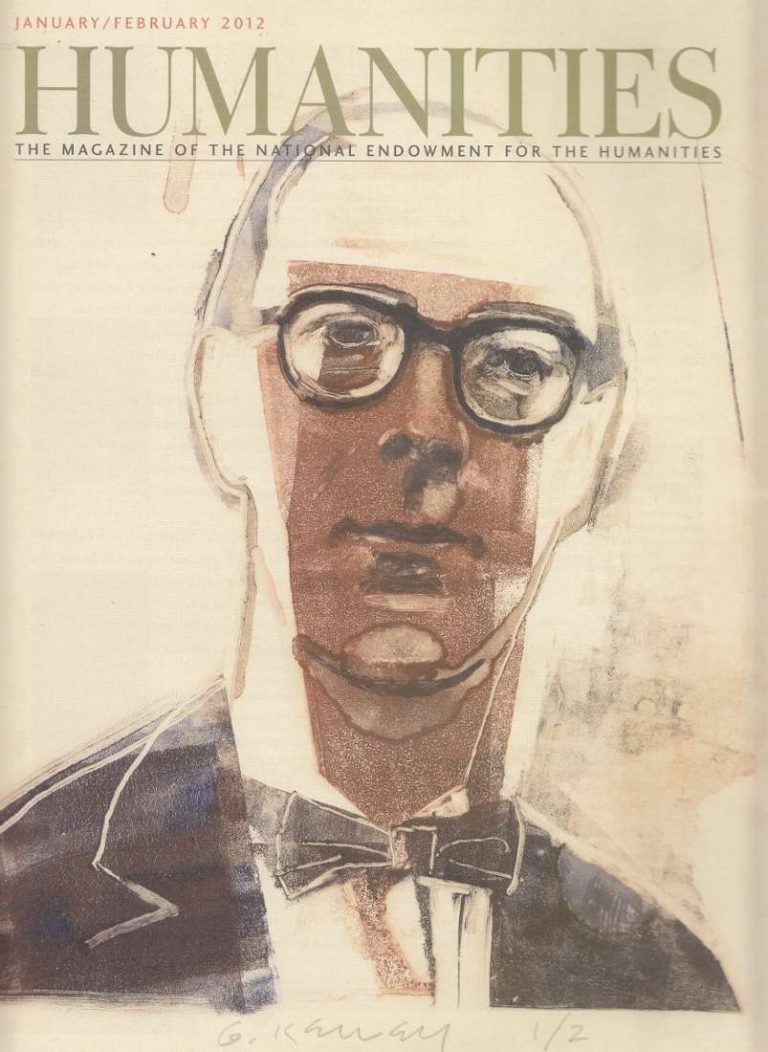 JANUARY/FEBRUARY 2012
HUMANITIES
THE MAGAZINE OF THE NATIONAL ENDOWMENT FOR THE HUMANITIES
G. 1/2